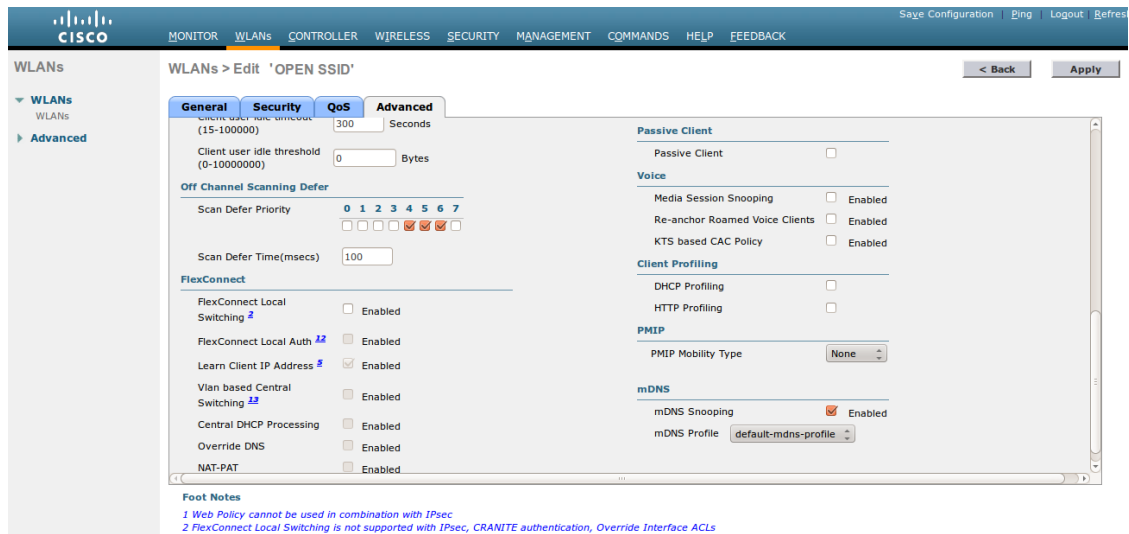 Save Configuration | Ping | Logout | Refresh
CISCO
MONITOR WLANs CONTROLLER WIRELESS SECURITY MANAGEMENT COMMANDS HELP FEEDBACK
WLANs
WLANs > Edit 'OPEN SSID'
< Back
Apply
WLANs
WLANs
Advanced
General Security QoS Advanced
Client user idle timeout
(15-100000)
300 Seconds
Client user idle threshold
(0-10000000)
0 Bytes
Off Channel Scanning Defer
Scan Defer Priority 0 1 2 3 4 5 6 7
Scan Defer Time(msecs) 100
FlexConnect
FlexConnect Local
Switching 2 Enabled
FlexConnect Local Auth 12 Enabled
Learn Client IP Address 5 Enabled
Vlan based Central
Switching 13 Enabled
Central DHCP Processing Enabled
Override DNS Enabled
NAT-PAT Enabled
Passive Client
Passive Client
Voice
Media Session Snooping Enabled
Re-anchor Roamed Voice Clients Enabled
KTS based CAC Policy Enabled
Client Profiling
DHCP Profiling
HTTP Profiling
PMIP
PMIP Mobility Type None
mDNS
mDNS Snooping Enabled
mDNS Profile default-mdns-profile
Foot Notes
1 Web Policy cannot be used in combination with IPsec
2 FlexConnect Local Switching is not supported with IPsec, CRANITE authentication, Override Interface ACLs